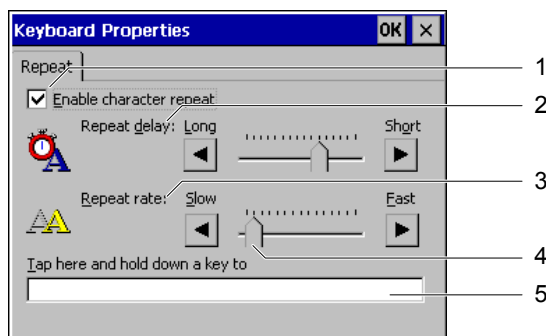 Keyboard Properties OK ×
Repeat
1
Enable character repeat
2
Repeat delay: Long Short
3
Repeat rate: Slow Fast
4
Tap here and hold down a key to
5